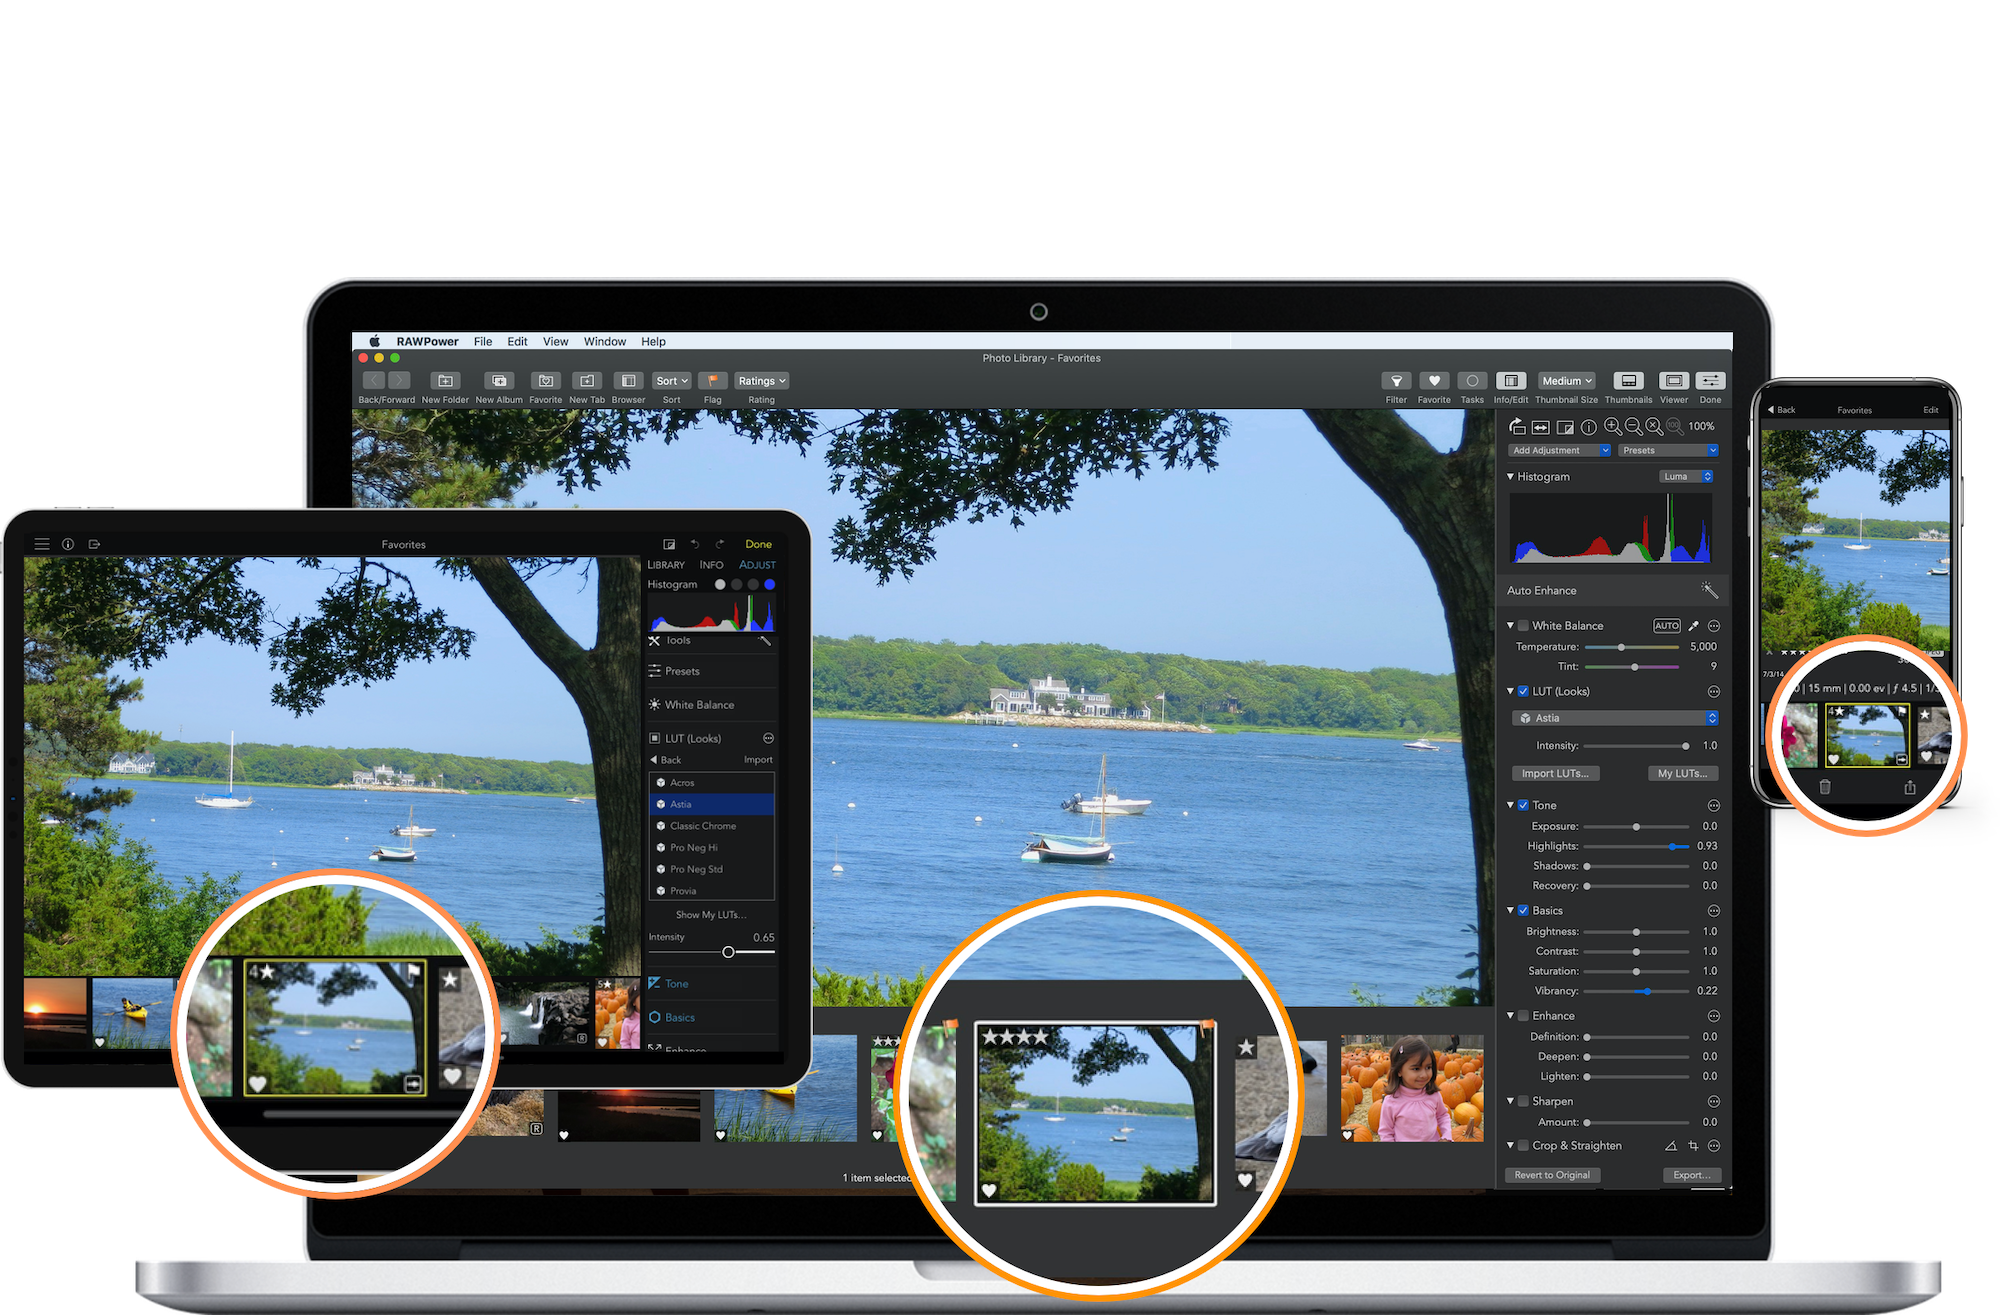 RAWPower File Edit View Window Help
Photo Library - Favorites
Sort Ratings Medium
Back/Forward New Folder New Album Favorite New Tab Browser Sort Flag Rating Filter Favorite Tasks Info/Edit Thumbnail Size Thumbnails Viewer Done
100%
Add Adjustment Presets
Histogram Luma
Auto Enhance
White Balance AUTO
Temperature: 5,000
Tint: 9
LUT (Looks)
Astia
Intensity: 1.0
Import LUTs... My LUTs...
Tone
Exposure: 0.0
Highlights: 0.93
Shadows: 0.0
Recovery: 0.0
Basics
Brightness: 1.0
Contrast: 1.0
Saturation: 1.0
Vibrancy: 0.22
Enhance
Definition: 0.0
Deepen: 0.0
Lighten: 0.0
Sharpen
Amount: 0.0
Crop & Straighten
Revert to Original Export...
1 item selected
R
Favorites Done
LIBRARY INFO ADJUST
Histogram
Tools
Presets
White Balance
LUT (Looks)
Back Import
Acros
Astia
Classic Chrome
Pro Neg Hi
Pro Neg Std
Provia
Show My LUTs...
Intensity 0.65
Tone
Basics
Enhance
4★
R
5★
Back Favorites Edit
7/3/14
15 mm | 0.00 ev | ƒ 4.5 | 1/
4★